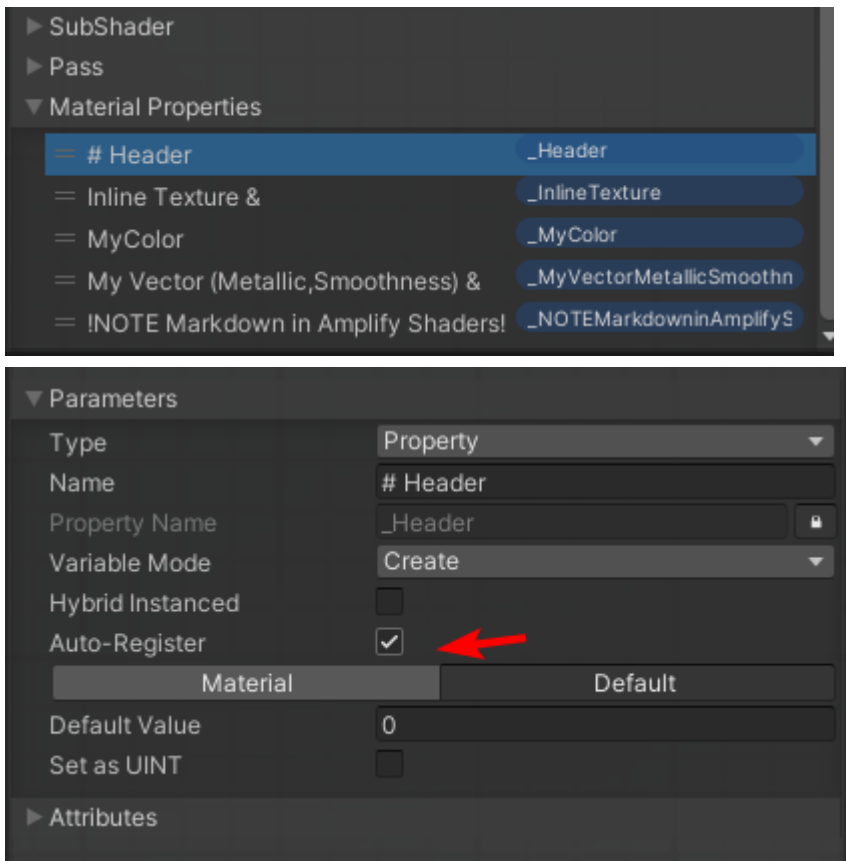 SubShader
Pass
Material Properties
# Header _Header
Inline Texture & _InlineTexture
MyColor _MyColor
My Vector (Metallic,Smoothness) & _MyVectorMetallicSmoothn
!NOTE Markdown in Amplify Shaders! _NOTEMarkdowninAmplifyS
Parameters
Type Property
Name # Header
Property Name _Header
Variable Mode Create
Hybrid Instanced
Auto-Register
Material Default
Default Value 0
Set as UINT
Attributes